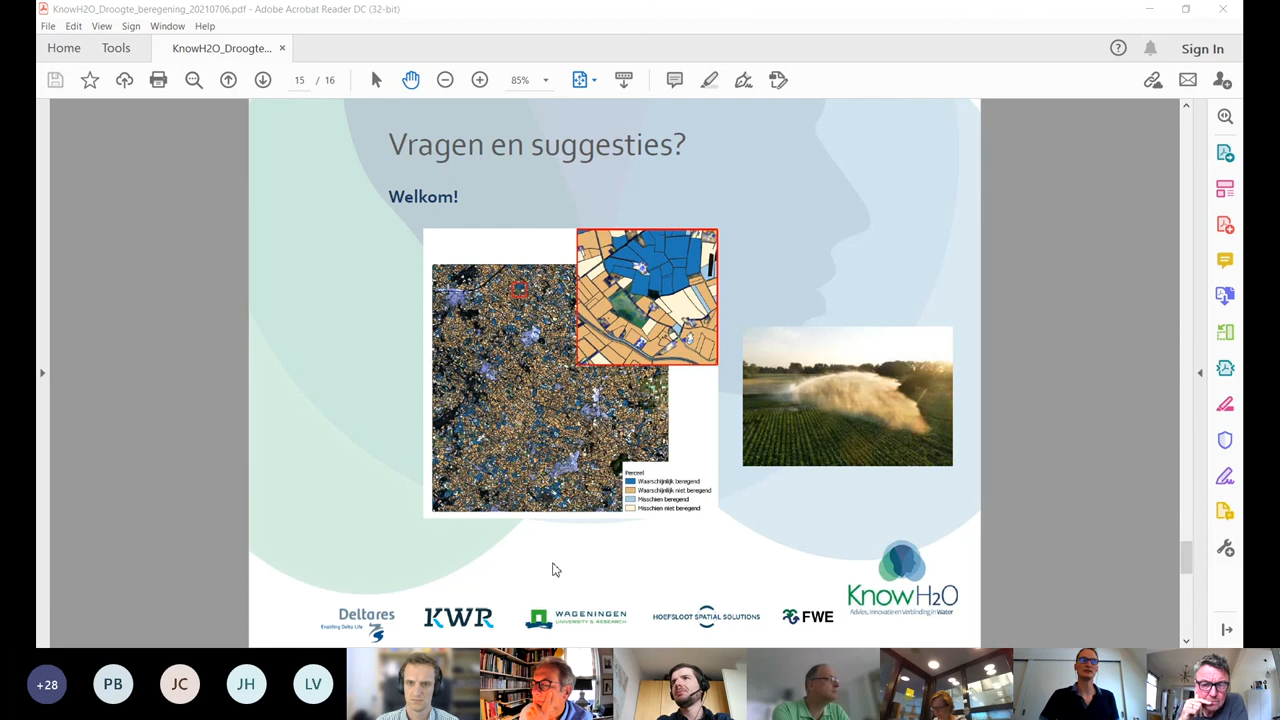 KnowH2O_Droogte_beregening_20210706.pdf - Adobe Acrobat Reader DC (32-bit)
File Edit View Sign Window Help
Home Tools KnowH2O_Droogte... × Sign In
15 / 16 85%
Vragen en suggesties?
Welkom!
Perceel
Waarschijnlijk beregend
Waarschijnlijk niet beregend
Misschien beregend
Misschien niet beregend
KnowH2O
Advies, Innovatie en Verbinding in Water
Deltares
Enabling Delta Life
KWR
WAGENINGEN
UNIVERSITY & RESEARCH
HOEFSLOOT SPATIAL SOLUTIONS
FWE
+28 PB JC JH LV